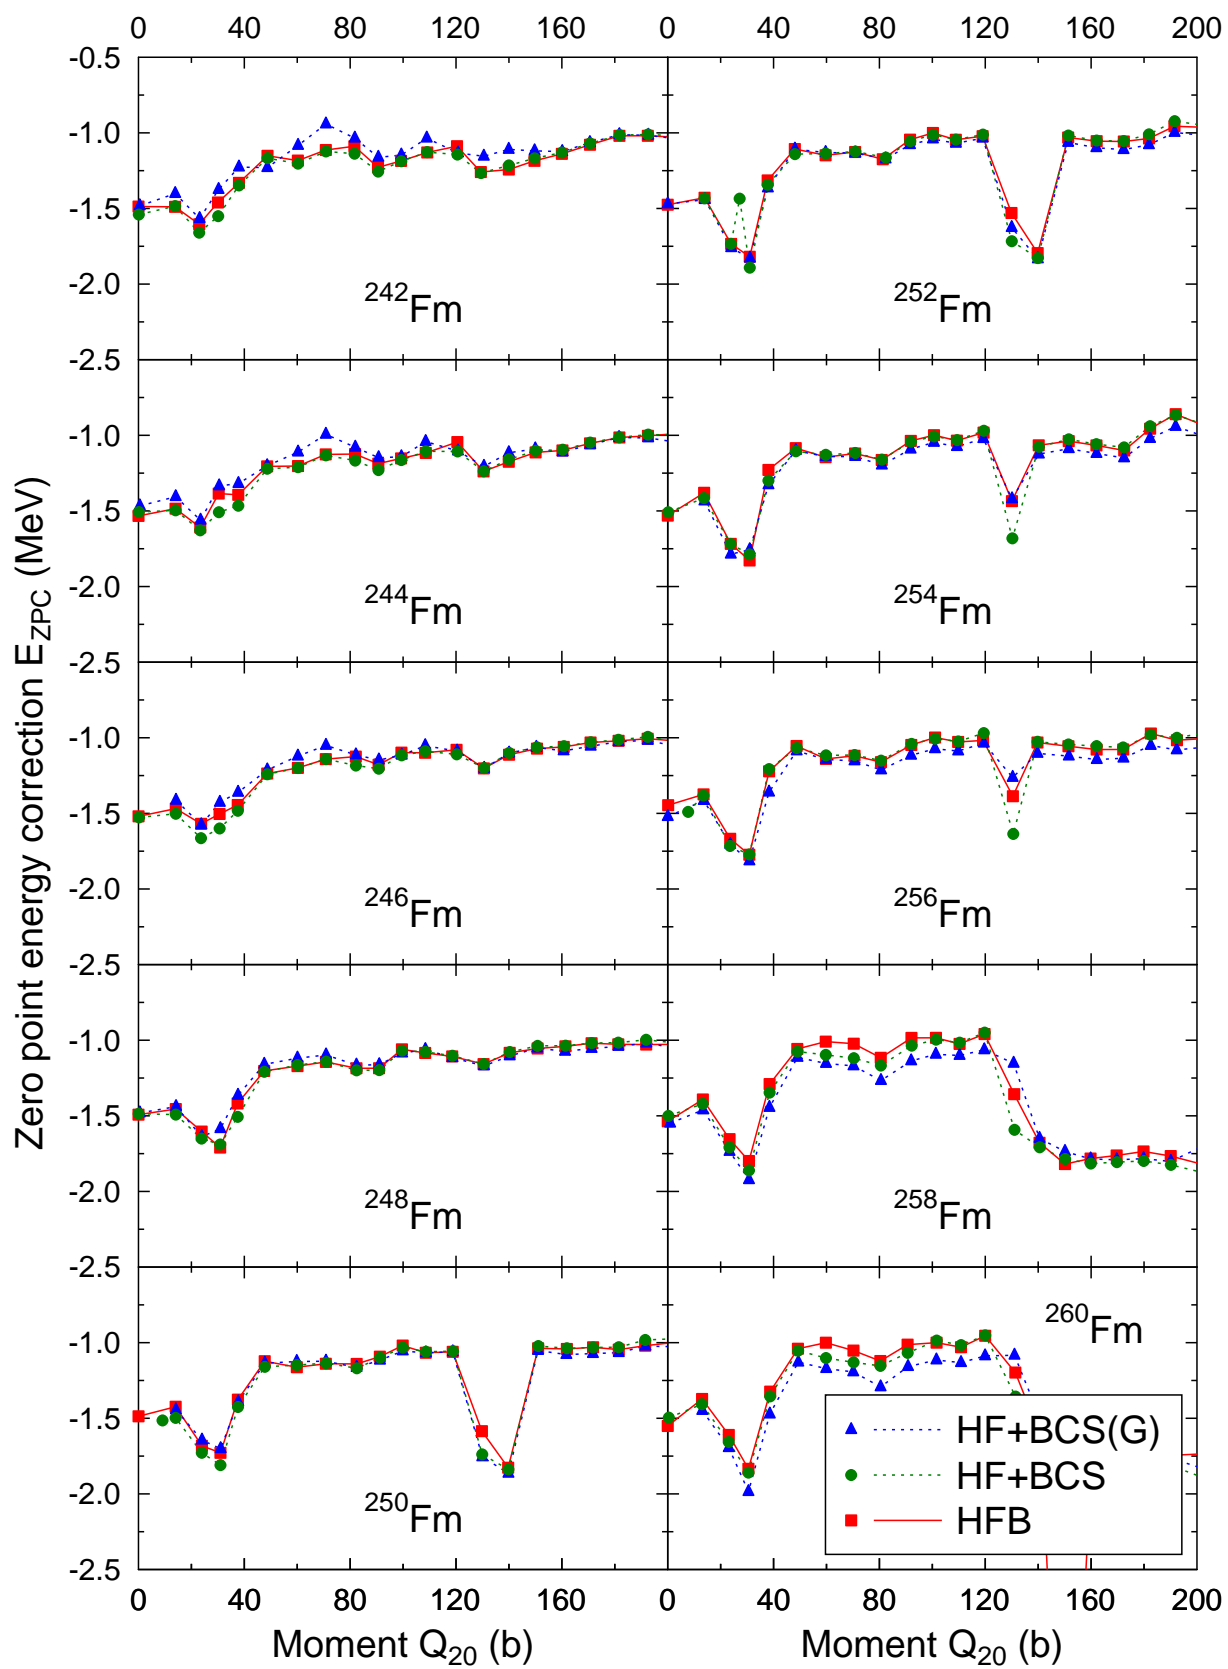 0 40 80 120 0 40 80 120 160 200
-0.5
-1.0
-1.5
-2.0
-2.5
²⁴²Fm
²⁵²Fm
-1.0
-1.5
-2.0
-2.5
²⁴⁴Fm
²⁵⁴Fm
-1.0
-1.5
-2.0
-2.5
²⁴⁶Fm
²⁵⁶Fm
-1.0
-1.5
-2.0
-2.5
²⁴⁸Fm
²⁵⁸Fm
-1.0
-1.5
-2.0
-2.5
²⁵⁰Fm
²⁶⁰Fm
HF+BCS(G)
HF+BCS
HFB
0 40 80 120 160 0 40 80 120 160 200
Moment Q₂₀ (b) Moment Q₂₀ (b)
Zero point energy correction E_ZPC (MeV)